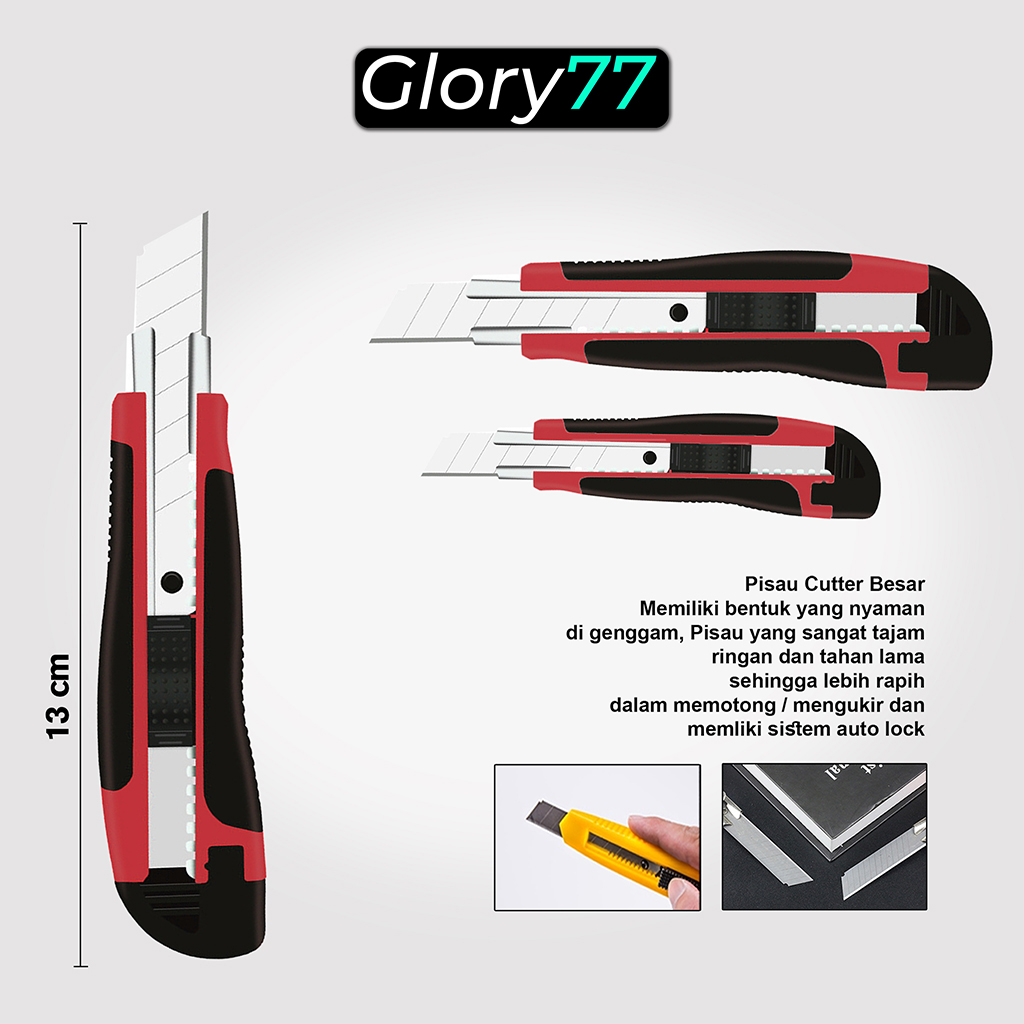 Glory77
13 cm
Pisau Cutter Besar
Memiliki bentuk yang nyaman
di genggam, Pisau yang sangat tajam
ringan dan tahan lama
sehingga lebih rapih
dalam memotong / mengukir dan
memliki sistem auto lock